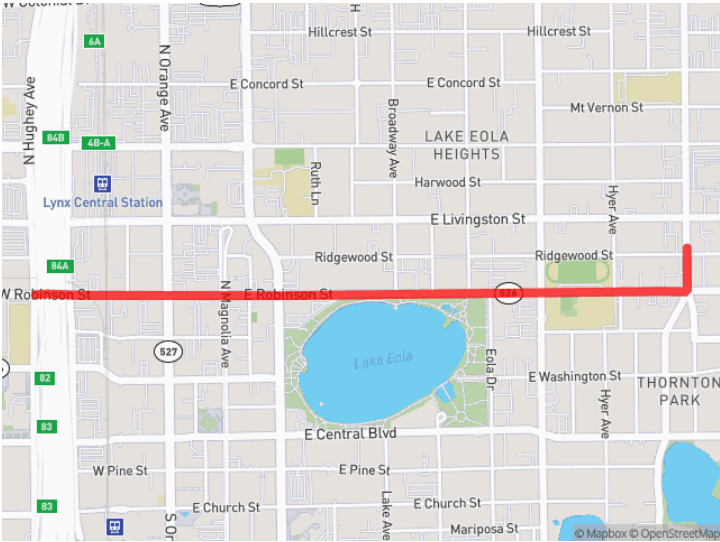 Hillcrest St
Hillcrest St
6A
N Orange Ave
N Hughey Ave
E Concord St
E Concord St
Mt Vernon St
Broadway Ave
84B
4B-A
LAKE EOLA
HEIGHTS
Ruth Ln
Harwood St
Hyer Ave
Lynx Central Station
E Livingston St
Ridgewood St
Ridgewood St
84A
W Robinson St
E Robinson St
526
N Magnolia Ave
527
Lake Eola
Eola Dr
82
E Washington St
THORNTON
PARK
Hyer Ave
83
E Central Blvd
W Pine St
E Pine St
83
E Church St
Lake Ave
E Church St
Mariposa St
© Mapbox © OpenStreetMap